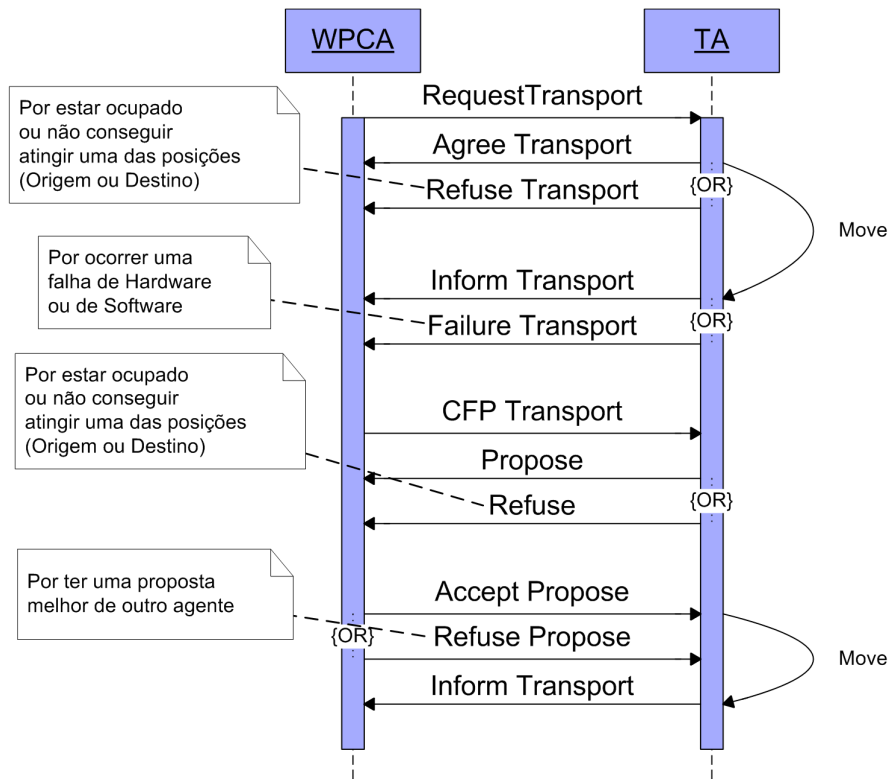 WPCA
TA
Por estar ocupado
ou não conseguir
atingir uma das posições
(Origem ou Destino)
RequestTransport
Agree Transport
Refuse Transport
{OR}
Move
Por ocorrer uma
falha de Hardware
ou de Software
Inform Transport
Failure Transport
{OR}
Por estar ocupado
ou não conseguir
atingir uma das posições
(Origem ou Destino)
CFP Transport
Propose
Refuse
{OR}
Por ter uma proposta
melhor de outro agente
Accept Propose
{OR}
Refuse Propose
Move
Inform Transport